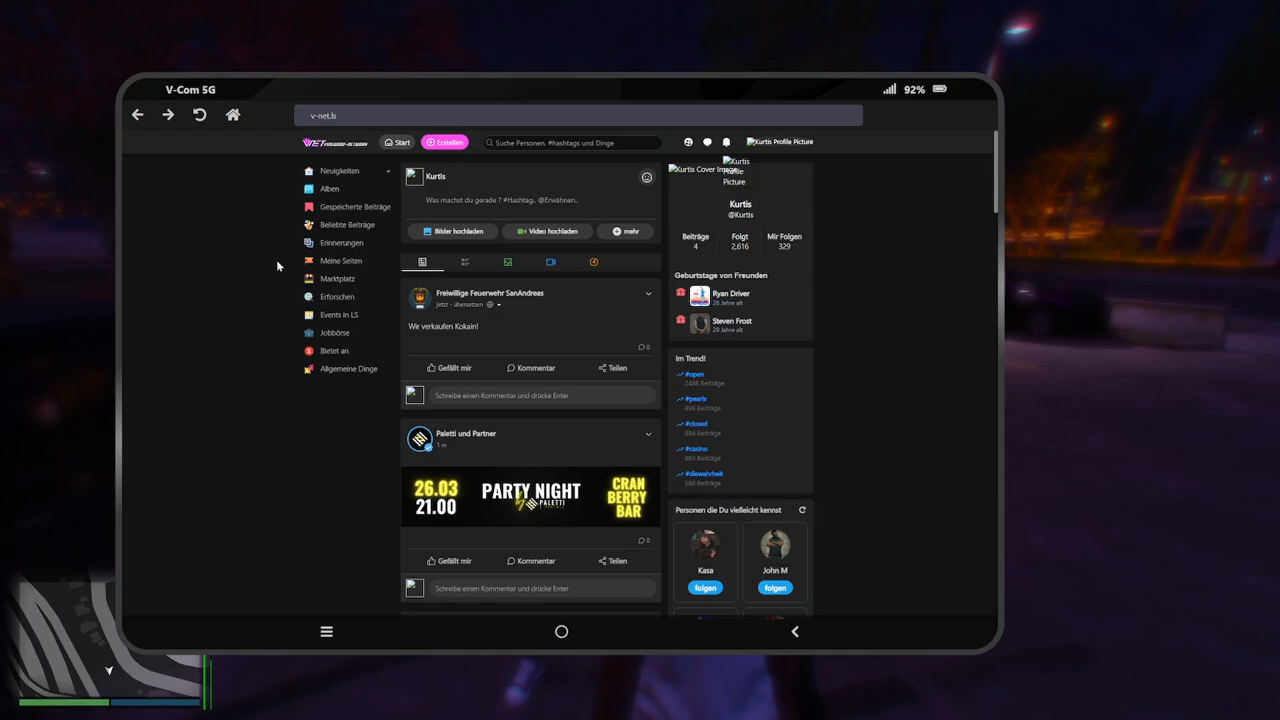 V-Com 5G
92%
v-net.ls
VNET
Start
Erstellen
Suche Personen, #hashtags und Dinge
Kurtis Profile Picture
Neuigkeiten
Alben
Gespeicherte Beiträge
Beliebte Beiträge
Erinnerungen
Meine Seiten
Marktplatz
Erforschen
Events in LS
Jobbörse
Bietet an
Allgemeine Dinge
Kurtis
Was machst du gerade ? #Hashtag.. @Erwähnen..
Bilder hochladen
Video hochladen
mehr
Freiwillige Feuerwehr SanAndreas
jetzt - übersetzen
Wir verkaufen Kokain!
0
Gefällt mir
Kommentar
Teilen
Schreibe einen Kommentar und drücke Enter
Paletti und Partner
1 m
26.03
21.00
PARTY NIGHT
by PALETTI
CRAN
BERRY
BAR
0
Gefällt mir
Kommentar
Teilen
Schreibe einen Kommentar und drücke Enter
Kurtis Cover Image
Kurtis
Profile
Picture
Kurtis
@Kurtis
Beiträge
4
Folgt
2,616
Mir Folgen
329
Geburtstage von Freunden
Ryan Driver
26 Jahre alt
Steven Frost
29 Jahre alt
Im Trend!
#open
2488 Beiträge
#pearls
898 Beiträge
#closed
894 Beiträge
#casino
883 Beiträge
#diewahrheit
586 Beiträge
Personen die Du vielleicht kennst
Kasa
folgen
John M
folgen